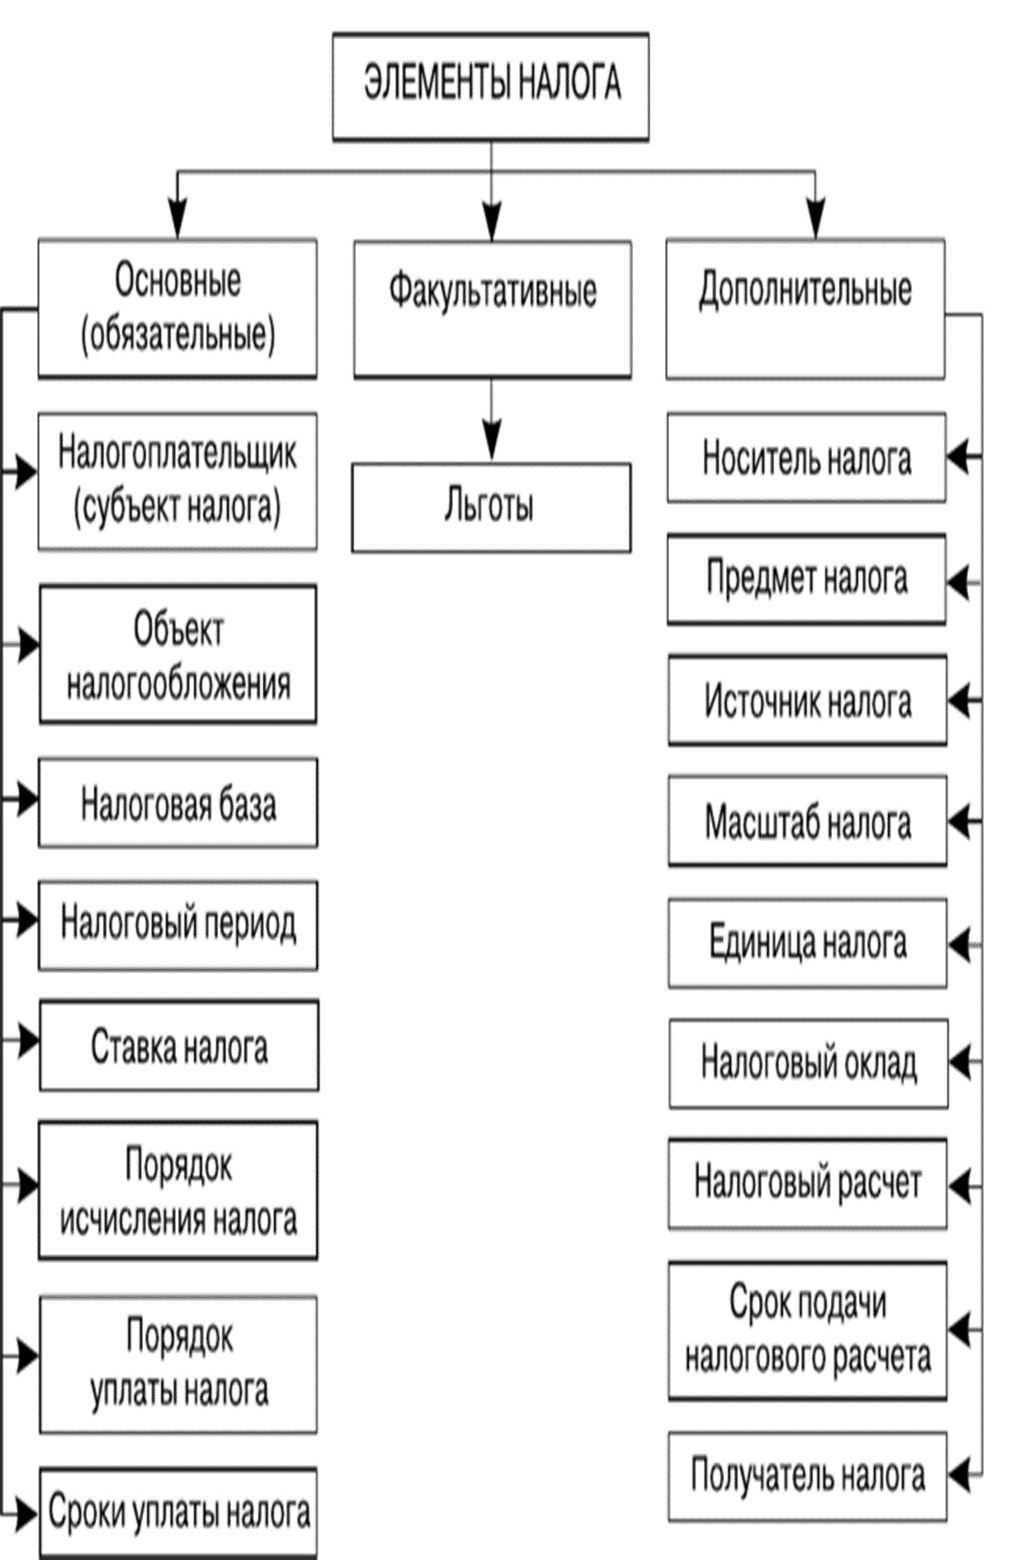 ЭЛЕМЕНТЫ НАЛОГА
Основные
(обязательные)
Налогоплательщик
(субъект налога)
Объект
налогообложения
Налоговая база
Налоговый период
Ставка налога
Порядок
исчисления налога
Порядок
уплаты налога
Сроки уплаты налога
Факультативные
Льготы
Дополнительные
Носитель налога
Предмет налога
Источник налога
Масштаб налога
Единица налога
Налоговый оклад
Налоговый расчет
Срок подачи
налогового расчета
Получатель налога